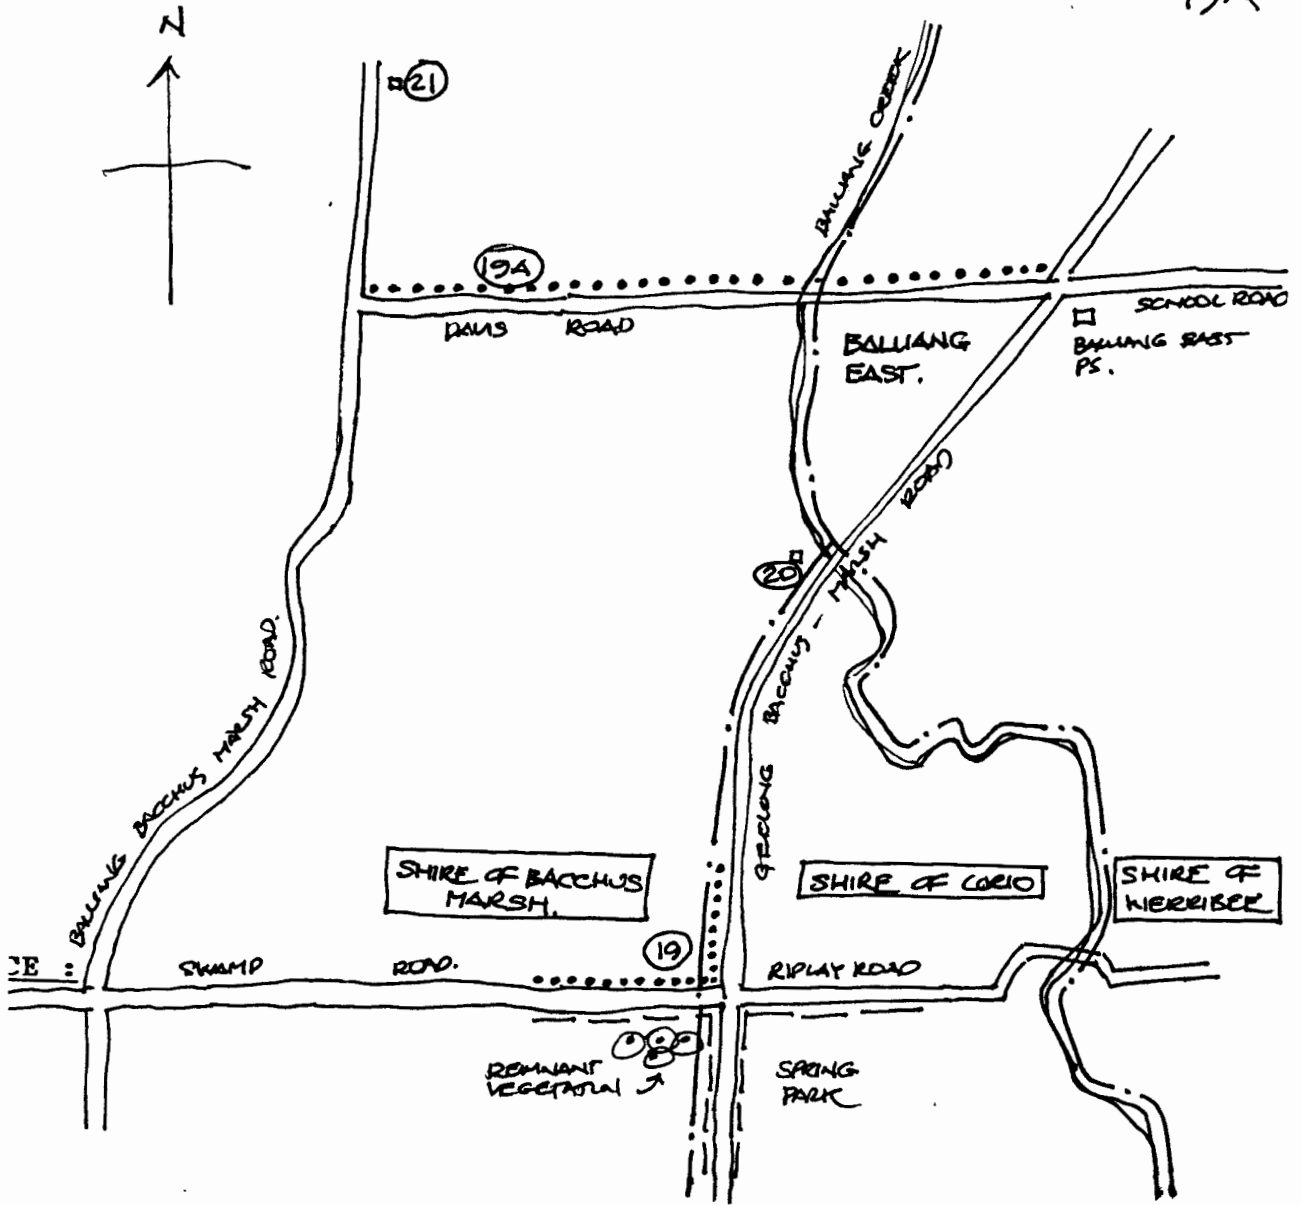 N
21
BALLIANG CREEK
19A
DAVIS ROAD
SCHOOL ROAD
BALLIANG
EAST.
BALLIANG EAST
PS.
20
GEELONG BACCHUS - MARSH ROAD
BALLIANG BACCHUS MARSH ROAD.
SHIRE OF BACCHUS
MARSH.
SHIRE OF CORIO
SHIRE OF
WERRIBEE
19
CE
SWAMP ROAD.
RIPLAY ROAD
REMNANT
VEGETATION
SPRING
PARK